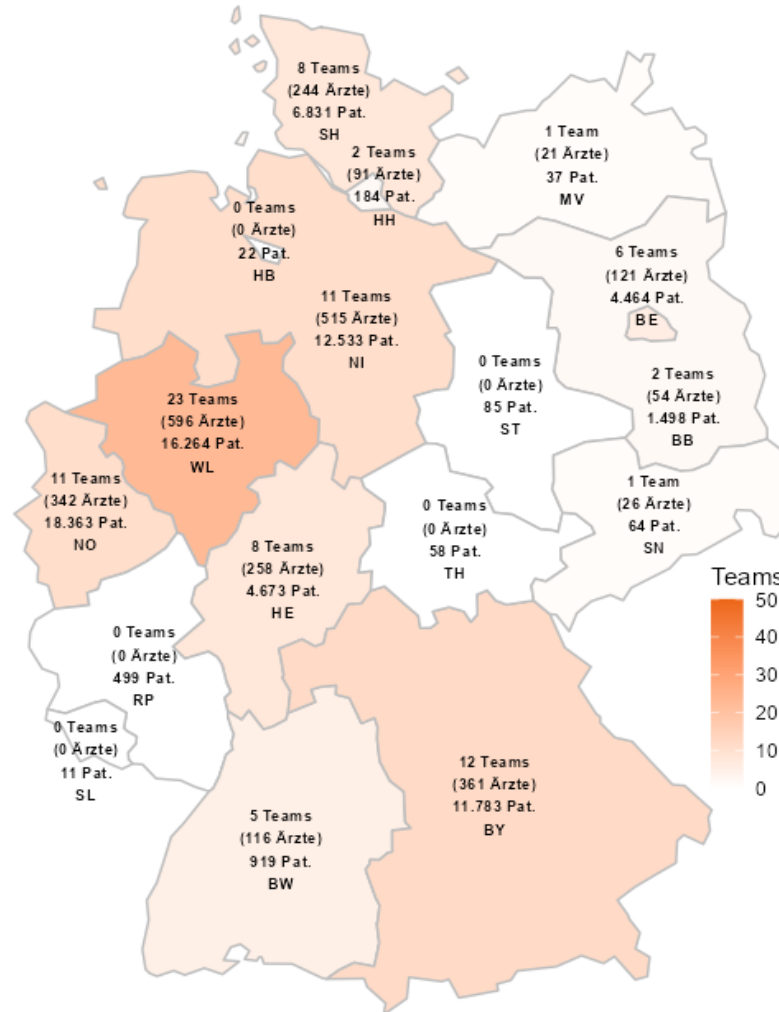 8 Teams
(244 Ärzte)
6.831 Pat.
SH
2 Teams
(91 Ärzte)
184 Pat.
HH
1 Team
(21 Ärzte)
37 Pat.
MV
0 Teams
(0 Ärzte)
22 Pat.
HB
6 Teams
(121 Ärzte)
4.464 Pat.
BE
11 Teams
(515 Ärzte)
12.533 Pat.
NI
0 Teams
(0 Ärzte)
85 Pat.
ST
2 Teams
(54 Ärzte)
1.498 Pat.
BB
23 Teams
(596 Ärzte)
16.264 Pat.
WL
11 Teams
(342 Ärzte)
18.363 Pat.
NO
1 Team
(26 Ärzte)
64 Pat.
SN
0 Teams
(0 Ärzte)
58 Pat.
TH
8 Teams
(258 Ärzte)
4.673 Pat.
HE
0 Teams
(0 Ärzte)
499 Pat.
RP
0 Teams
(0 Ärzte)
11 Pat.
SL
12 Teams
(361 Ärzte)
11.783 Pat.
BY
5 Teams
(116 Ärzte)
919 Pat.
BW
Teams
50
40
30
20
10
0